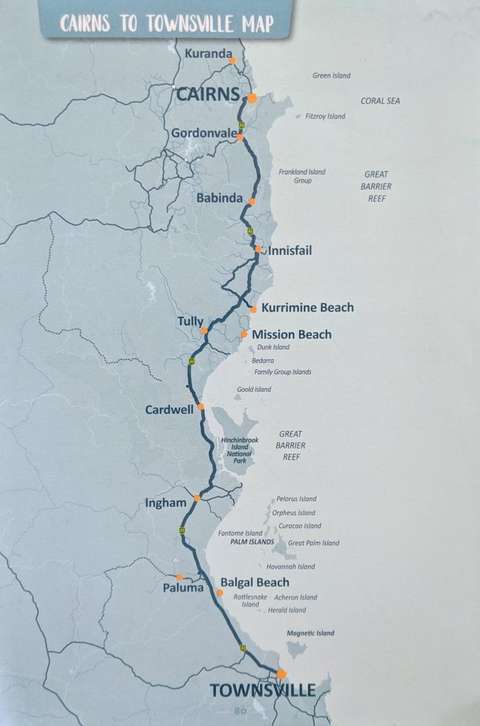 CAIRNS TO TOWNSVILLE MAP
Kuranda
Green Island
CAIRNS
CORAL SEA
Fitzroy Island
Gordonvale
Frankland Island
Group
GREAT
BARRIER
REEF
Babinda
Innisfail
Kurrimine Beach
Tully
Mission Beach
Dunk Island
Bedarra
Family Group Islands
Goold Island
Cardwell
Hinchinbrook
Island
National
Park
GREAT
BARRIER
REEF
Ingham
Pelorus Island
Orpheus Island
Curacao Island
Fantome Island
PALM ISLANDS
Great Palm Island
Havannah Island
Balgal Beach
Paluma
Rattlesnake
Island
Acheron Island
Herald Island
Magnetic Island
TOWNSVILLE
86